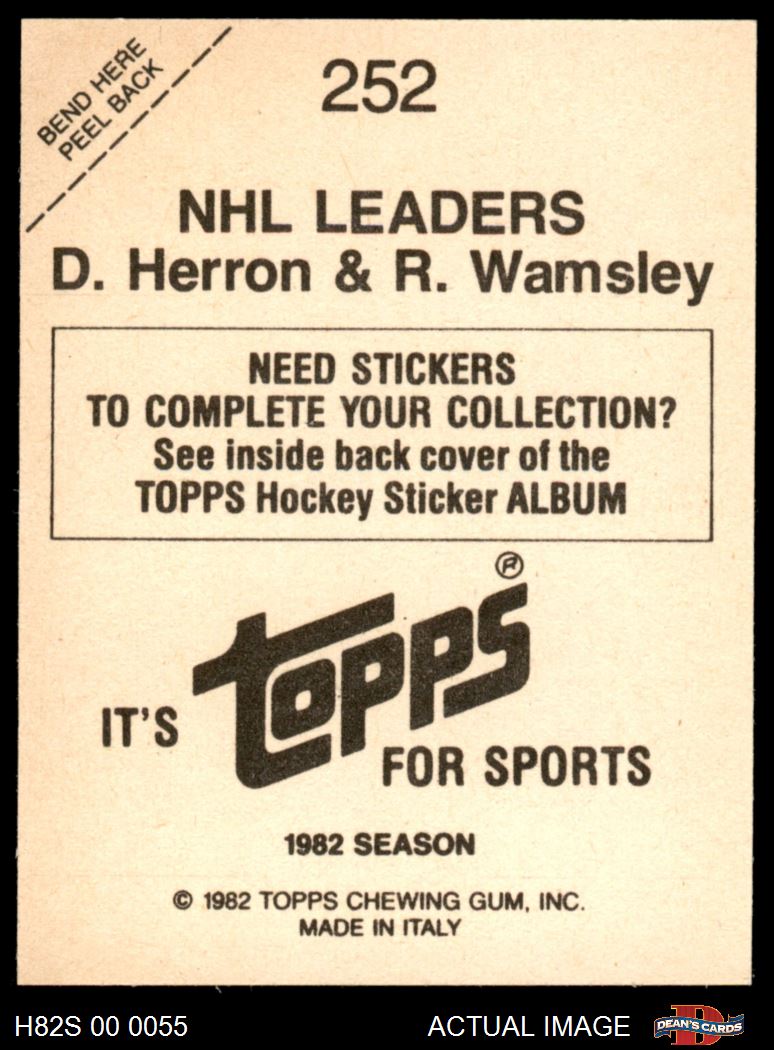 BEND HERE
PEEL BACK
252
NHL LEADERS
D. Herron & R. Wamsley
NEED STICKERS
TO COMPLETE YOUR COLLECTION?
See inside back cover of the
TOPPS Hockey Sticker ALBUM
IT'S topps ® FOR SPORTS
1982 SEASON
© 1982 TOPPS CHEWING GUM, INC.
MADE IN ITALY
H82S 00 0055 ACTUAL IMAGE D DEAN'S CARDS